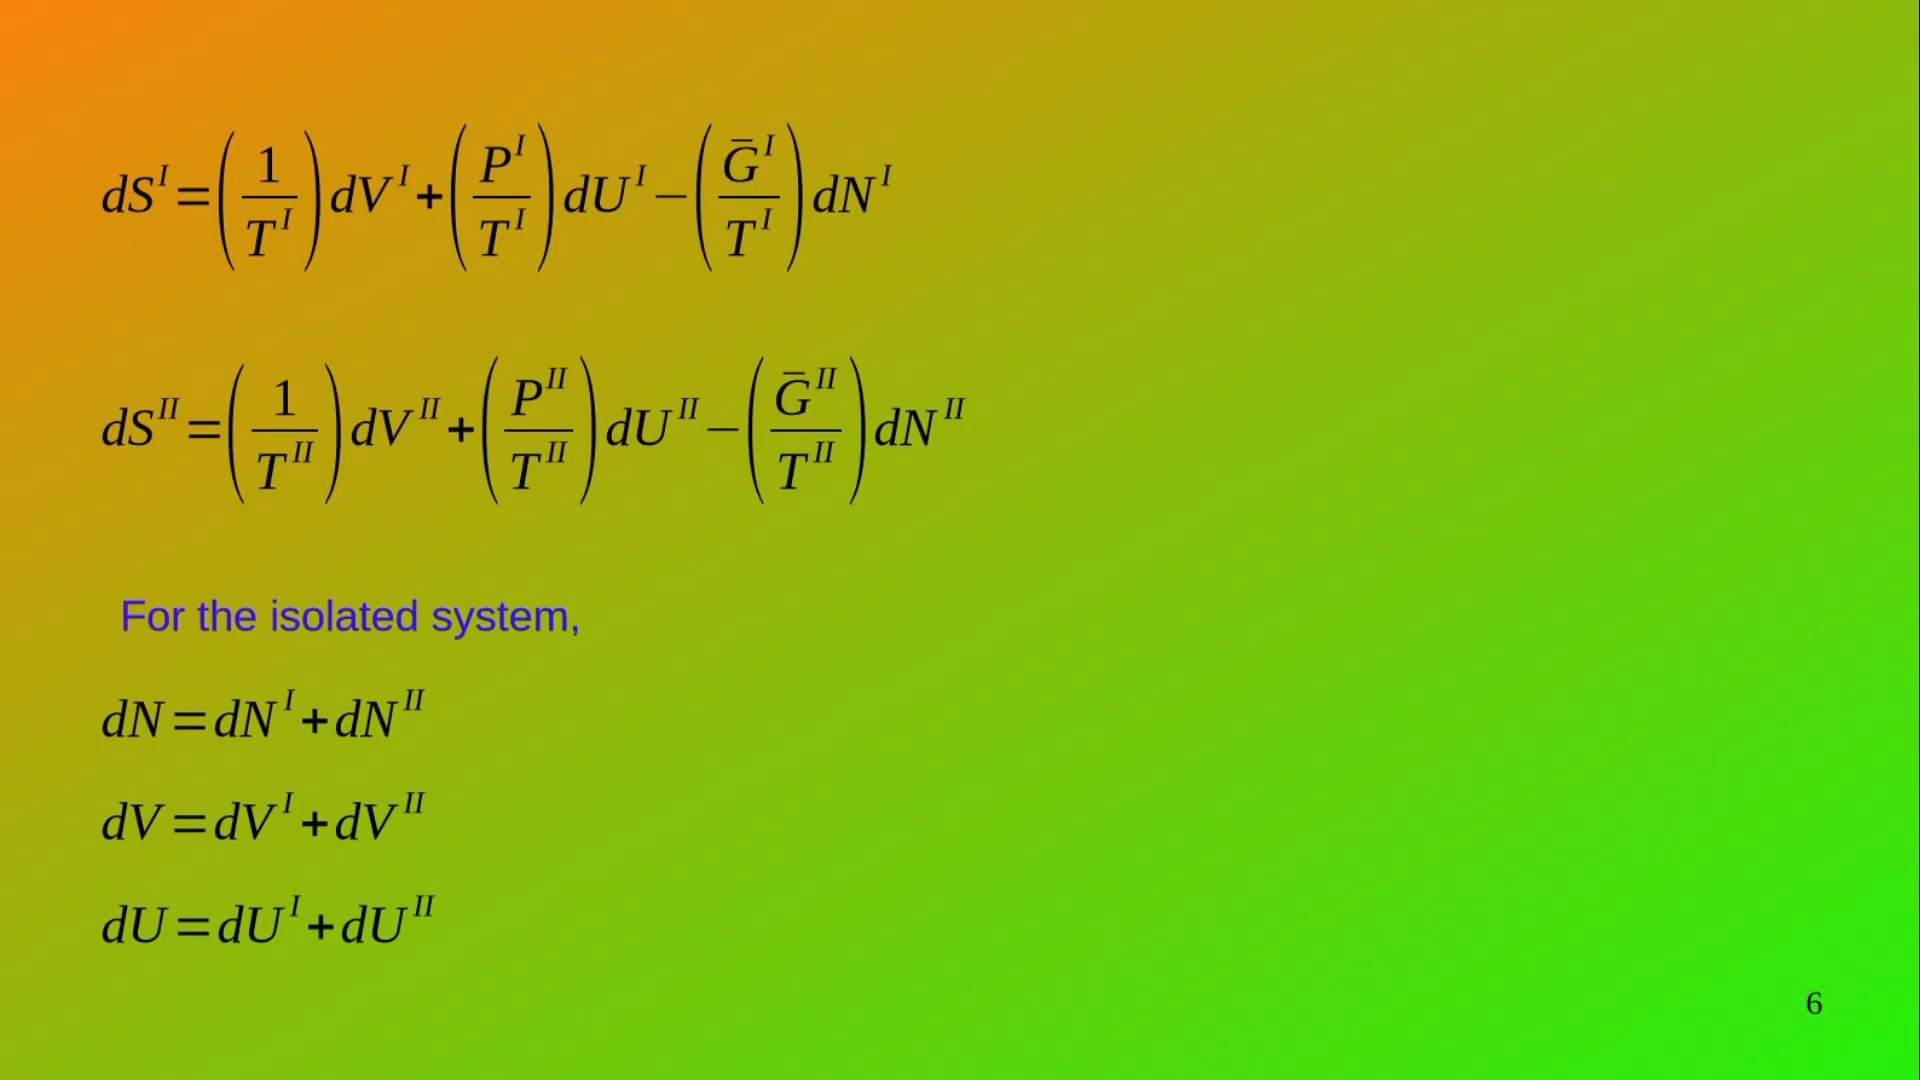 dS^I = (1/T^I) dV^I + (P^I/T^I) dU^I − (Ḡ^I/T^I) dN^I
dS^II = (1/T^II) dV^II + (P^II/T^II) dU^II − (Ḡ^II/T^II) dN^II
For the isolated system,
dN = dN^I + dN^II
dV = dV^I + dV^II
dU = dU^I + dU^II
6